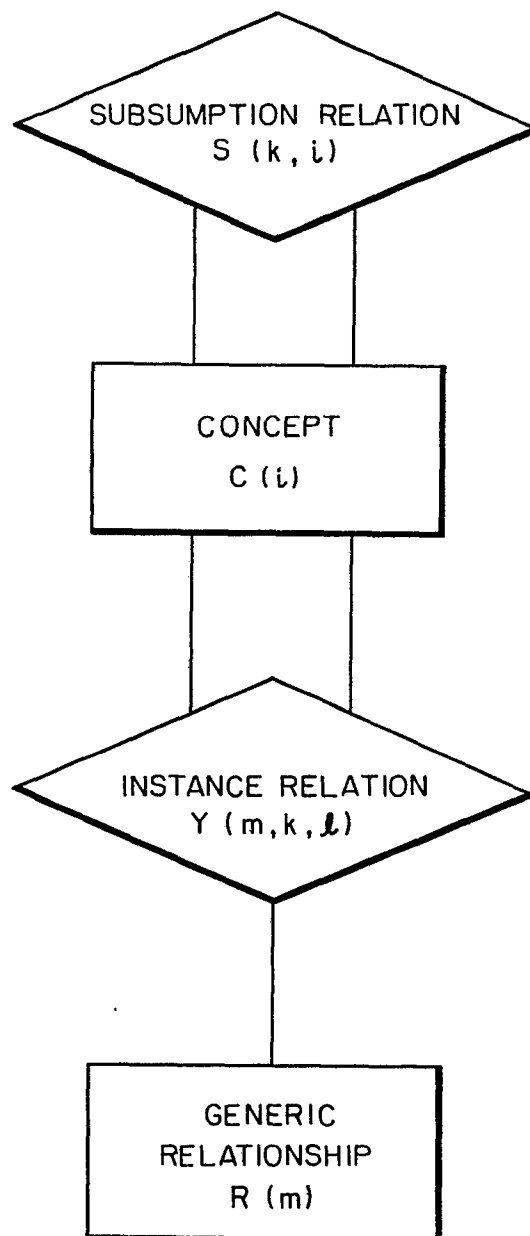 SUBSUMPTION RELATION
S (k, i)
CONCEPT
C (i)
INSTANCE RELATION
Y (m, k, l)
GENERIC
RELATIONSHIP
R (m)